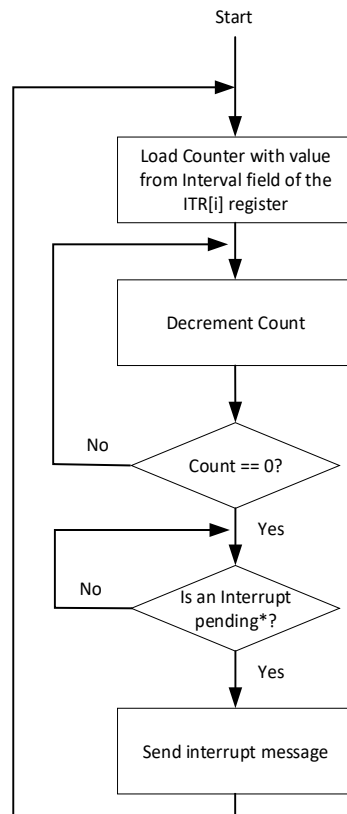 Start
Load Counter with value
from Interval field of the
ITR[i] register
Decrement Count
No
Count == 0?
Yes
No
Is an Interrupt
pending*?
Yes
Send interrupt message